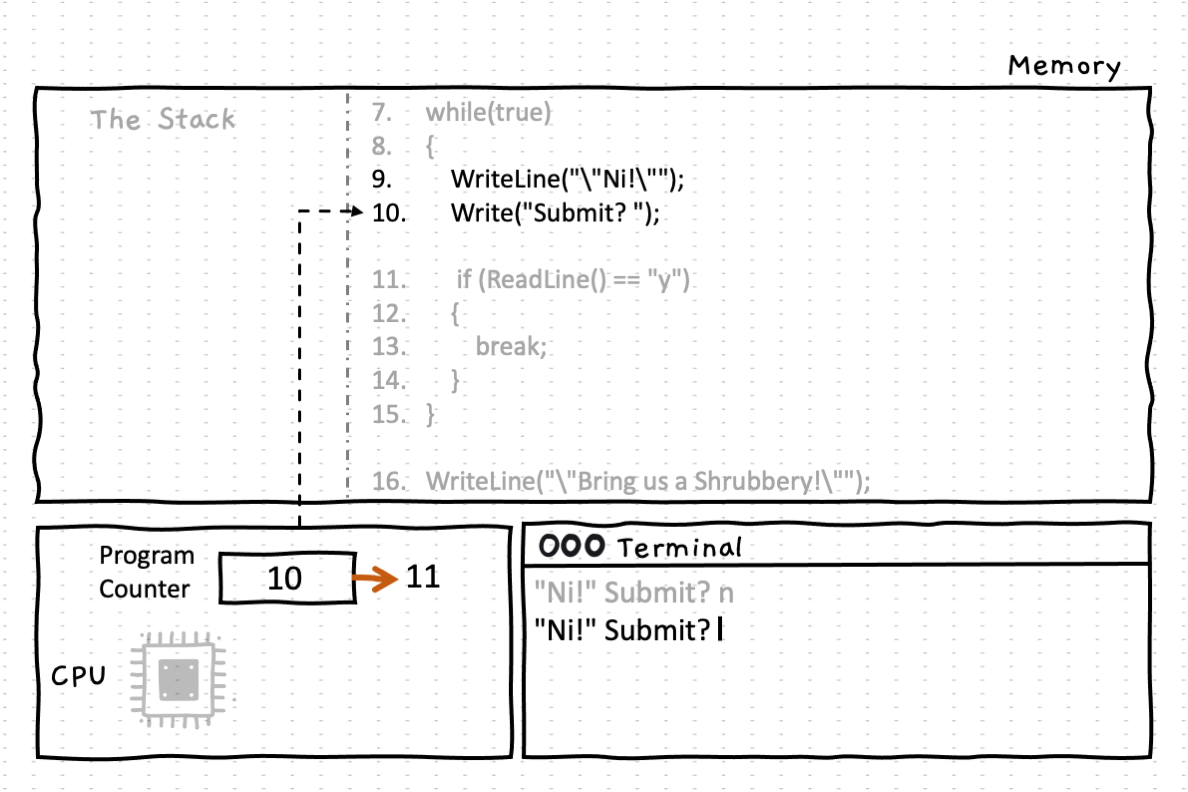 Memory
The Stack
7. while(true)
8. {
9. WriteLine("\"Ni!\"");
10. Write("Submit? ");
11. if (ReadLine() == "y")
12. {
13. break;
14. }
15. }
16. WriteLine("\"Bring us a Shrubbery!\"");
Program
Counter
10
11
CPU
Terminal
"Ni!" Submit? n
"Ni!" Submit?